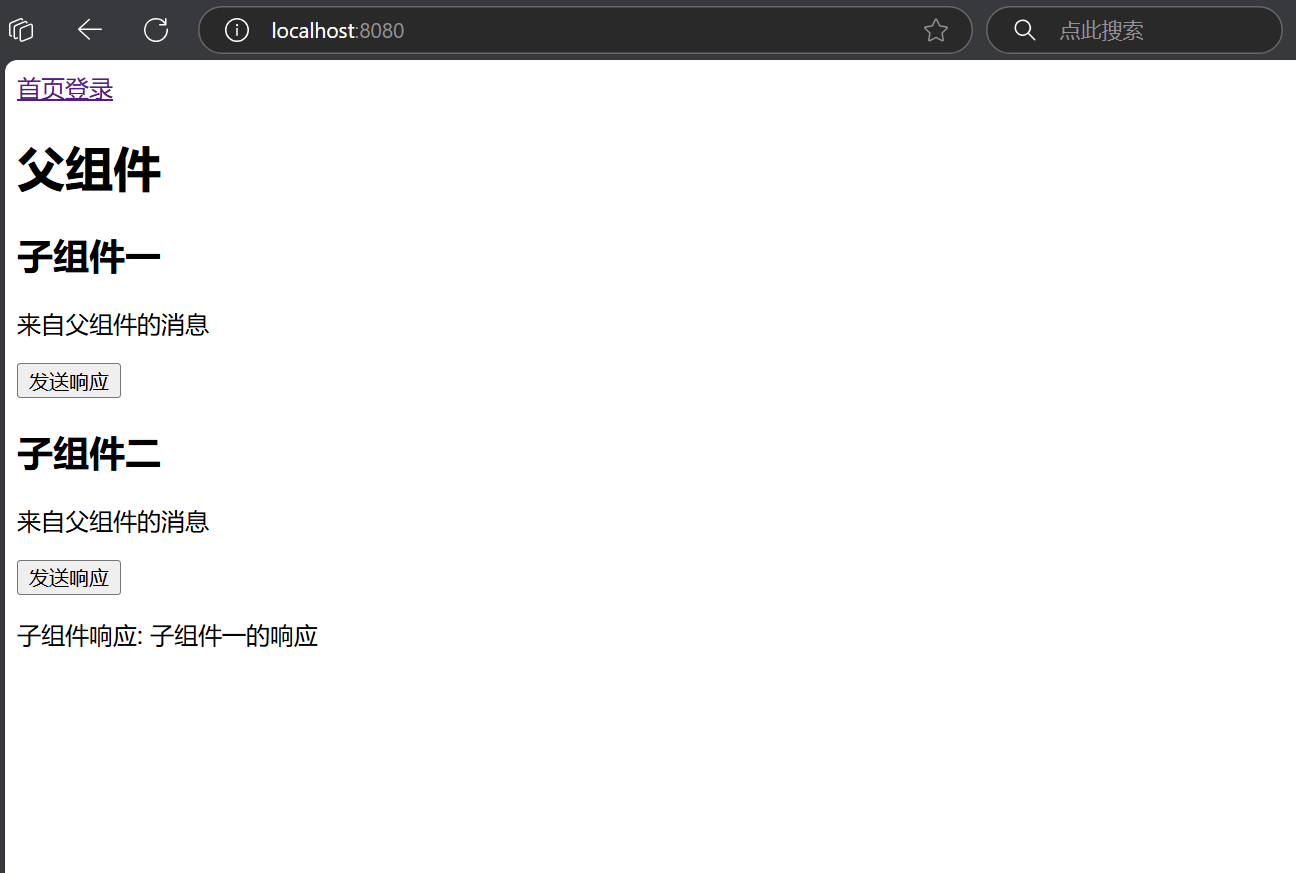 localhost:8080
点此搜索
首页登录
父组件
子组件一
来自父组件的消息
发送响应
子组件二
来自父组件的消息
发送响应
子组件响应: 子组件一的响应